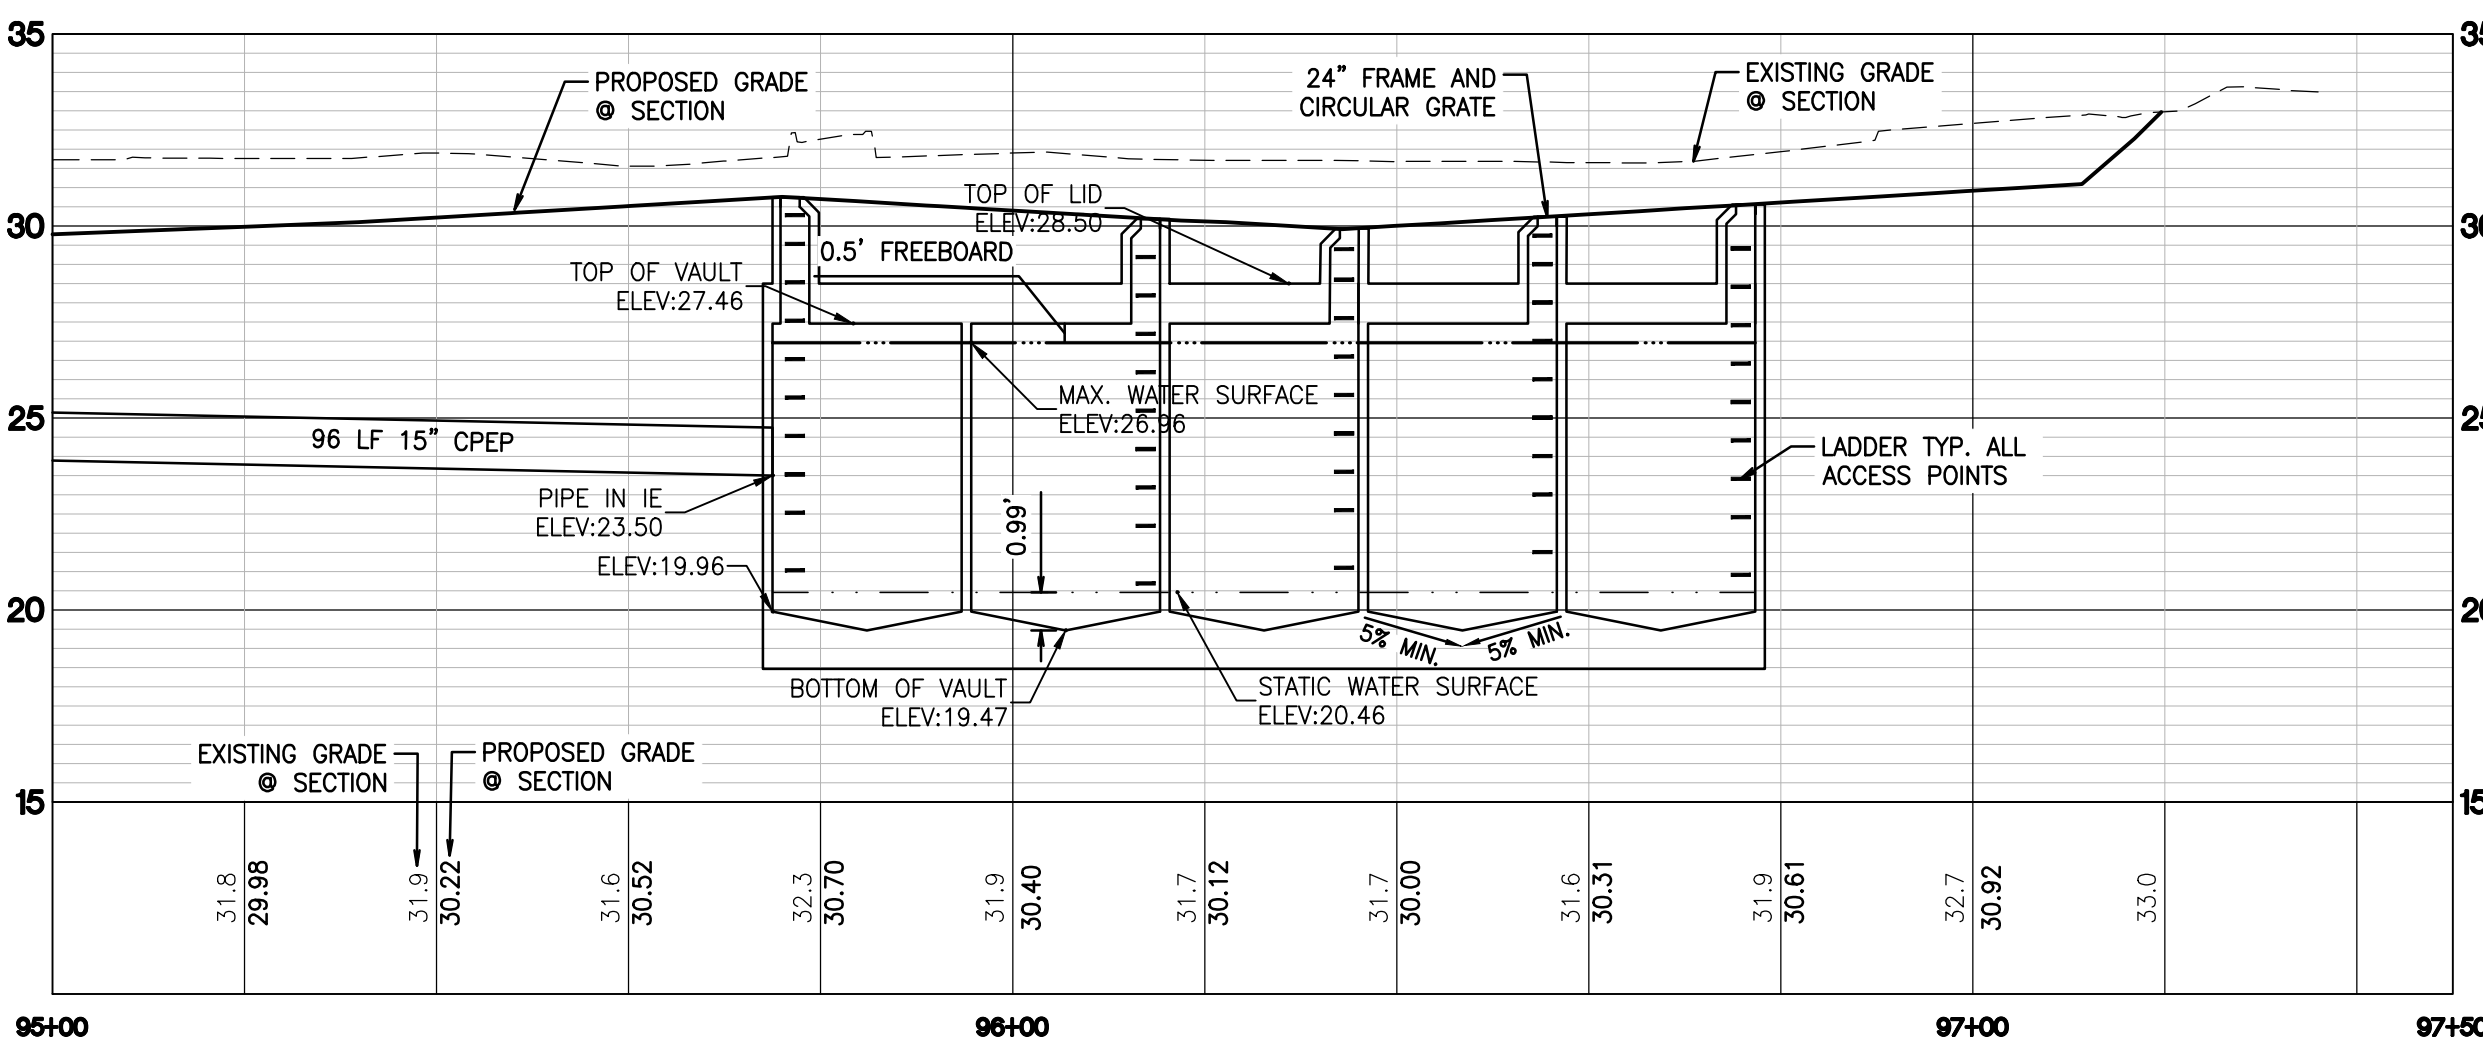 35
35
PROPOSED GRADE
@ SECTION
24" FRAME AND
CIRCULAR GRATE
EXISTING GRADE
@ SECTION
TOP OF LID
ELEV:28.50
30
30
0.5' FREEBOARD
TOP OF VAULT
ELEV:27.46
MAX. WATER SURFACE
ELEV:26.96
25
25
96 LF 15" CPEP
LADDER TYP. ALL
ACCESS POINTS
PIPE IN IE
ELEV:23.50
0.99'
ELEV:19.96
20
20
5% MIN.
5% MIN.
BOTTOM OF VAULT
ELEV:19.47
STATIC WATER SURFACE
ELEV:20.46
EXISTING GRADE
@ SECTION
PROPOSED GRADE
@ SECTION
15
15
31.8
29.98
31.9
30.22
31.6
30.52
32.3
30.70
31.9
30.40
31.7
30.12
31.7
30.00
31.6
30.31
31.9
30.61
32.7
30.92
33.0
95+00
96+00
97+00
97+50